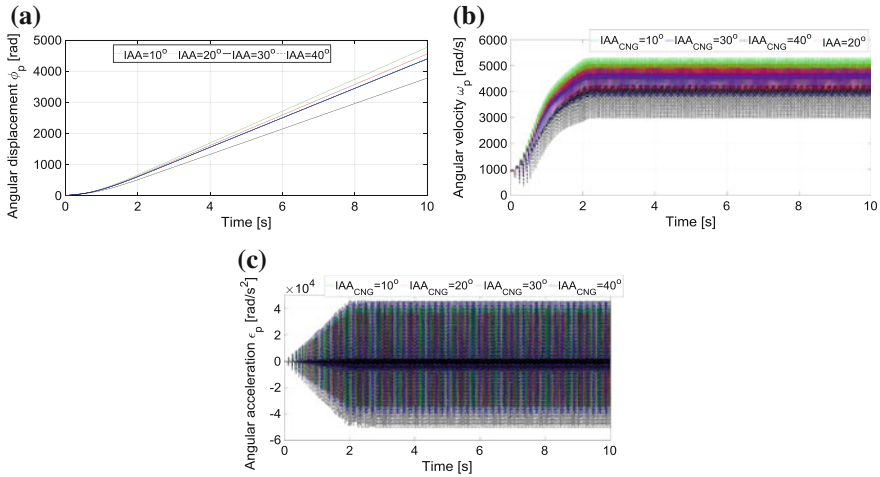 (a)
Angular displacement ϕp [rad]
5000
4000
3000
2000
1000
0
IAA=10° IAA=20° IAA=30° IAA=40°
0 2 4 6 8 10
Time [s]
(b)
Angular velocity ωp [rad/s]
6000
5000
4000
3000
2000
1000
0
IAACNG=10° IAACNG=30° IAACNG=40° IAA=20°
0 2 4 6 8 10
Time [s]
(c)
Angular acceleration ϵp [rad/s²]
×10⁴
4
2
0
-2
-4
-6
IAACNG=10° IAACNG=20° IAACNG=30° IAACNG=40°
0 2 4 6 8 10
Time [s]